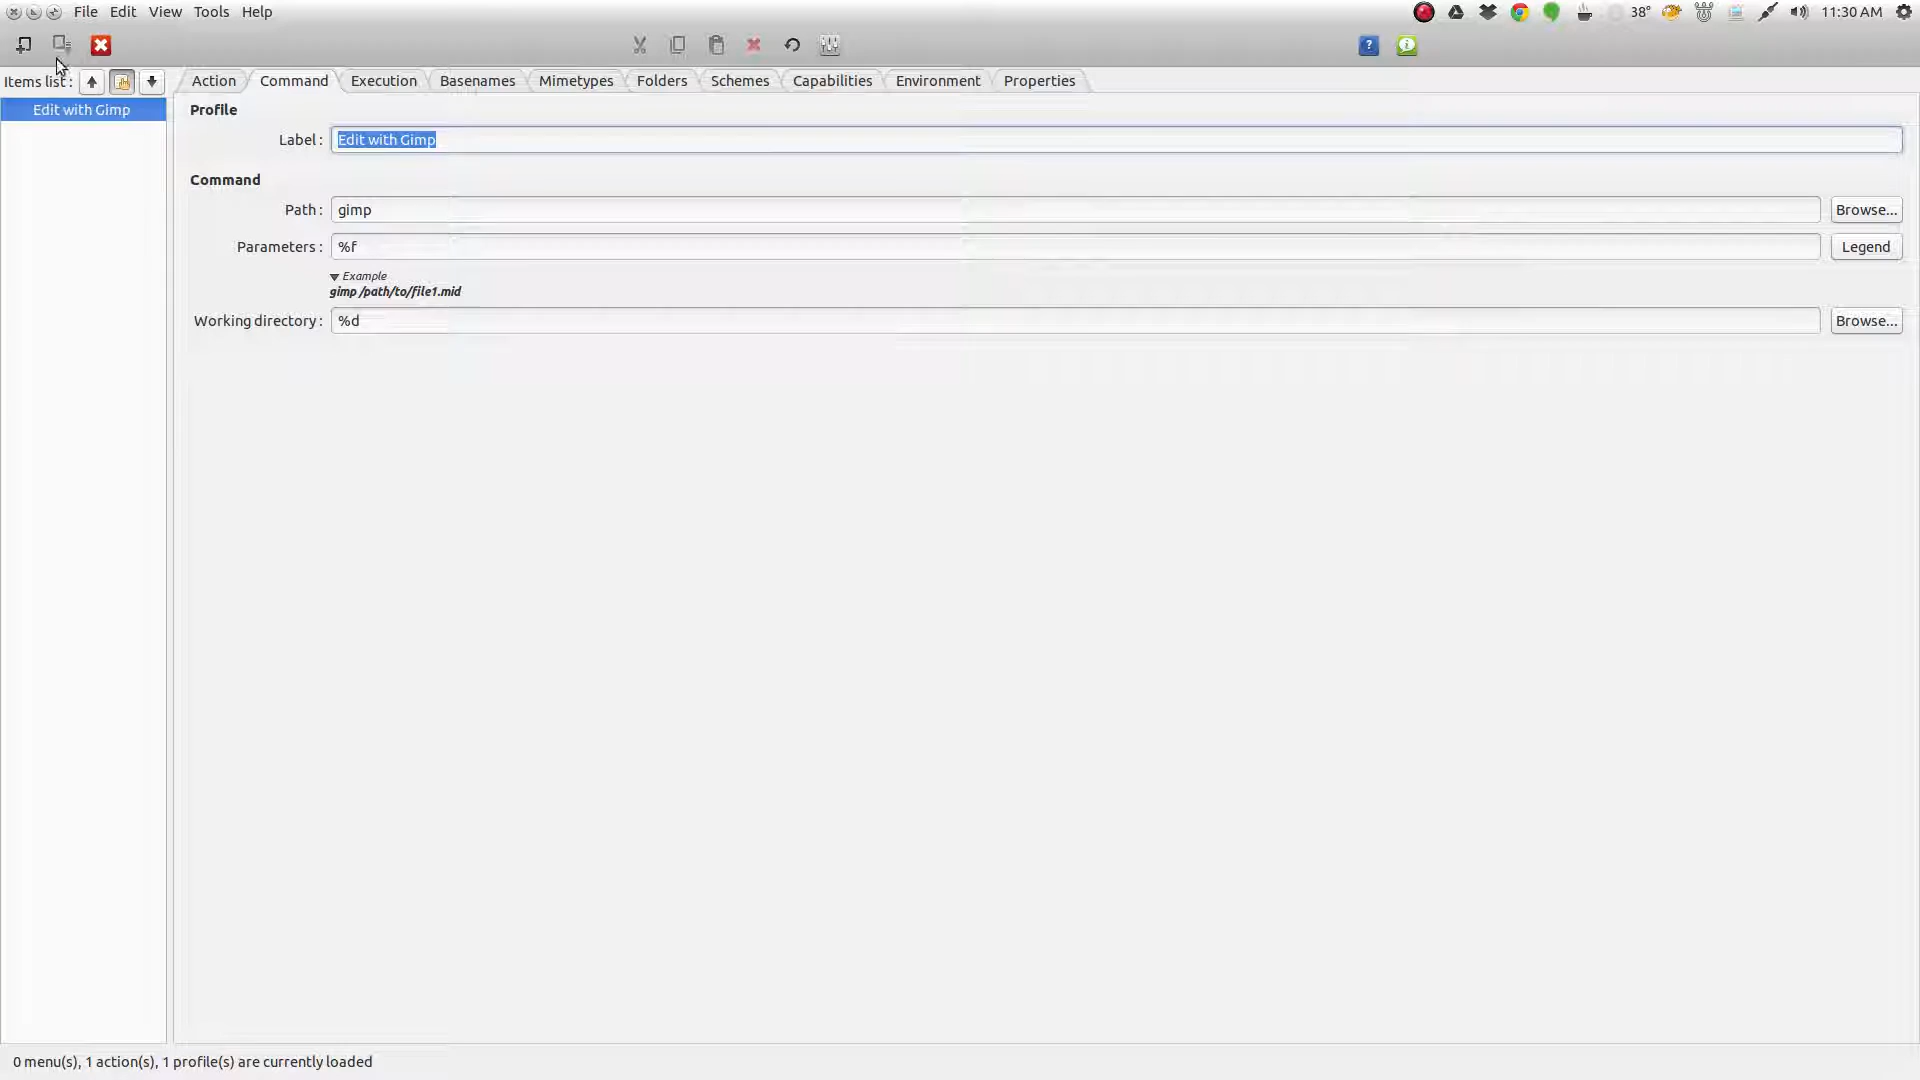 File Edit View Tools Help 38° 11:30 AM
Items list :
Action Command Execution Basenames Mimetypes Folders Schemes Capabilities Environment Properties
Edit with Gimp
Profile
Label : Edit with Gimp
Command
Path : gimp Browse...
Parameters : %f Legend
Example
gimp /path/to/file1.mid
Working directory : %d Browse...
0 menu(s), 1 action(s), 1 profile(s) are currently loaded